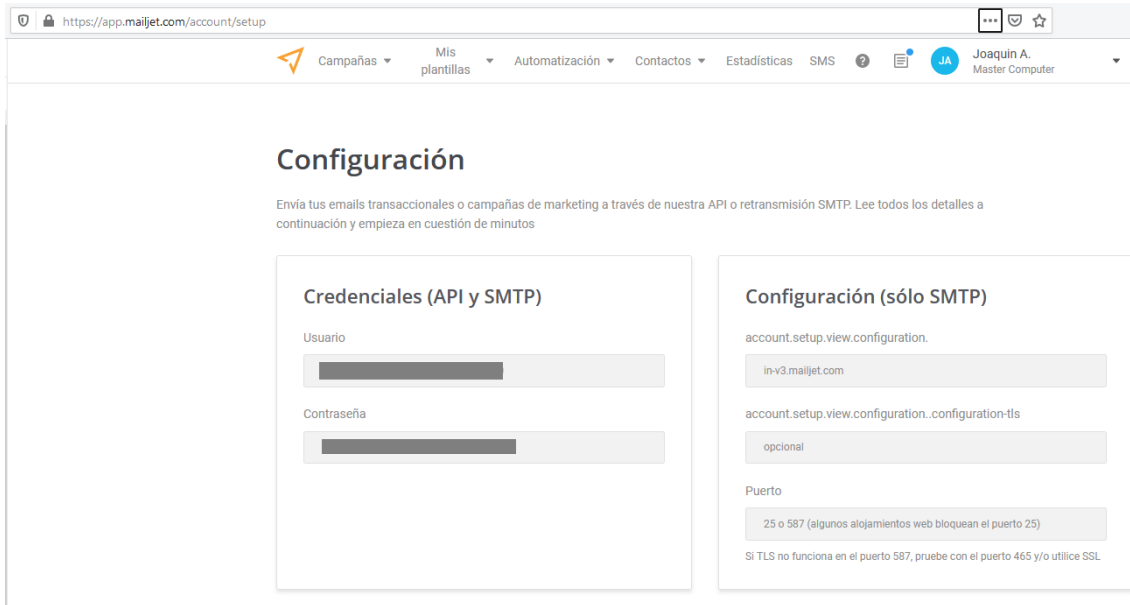 https://app.mailjet.com/account/setup
Campañas
Mis plantillas
Automatización
Contactos
Estadísticas
SMS
?
JA
Joaquin A.
Master Computer
Configuración
Envía tus emails transaccionales o campañas de marketing a través de nuestra API o retransmisión SMTP. Lee todos los detalles a
continuación y empieza en cuestión de minutos
Credenciales (API y SMTP)
Usuario
Contraseña
Configuración (sólo SMTP)
account.setup.view.configuration.
in-v3.mailjet.com
account.setup.view.configuration..configuration-tls
opcional
Puerto
25 o 587 (algunos alojamientos web bloquean el puerto 25)
Si TLS no funciona en el puerto 587, pruebe con el puerto 465 y/o utilice SSL